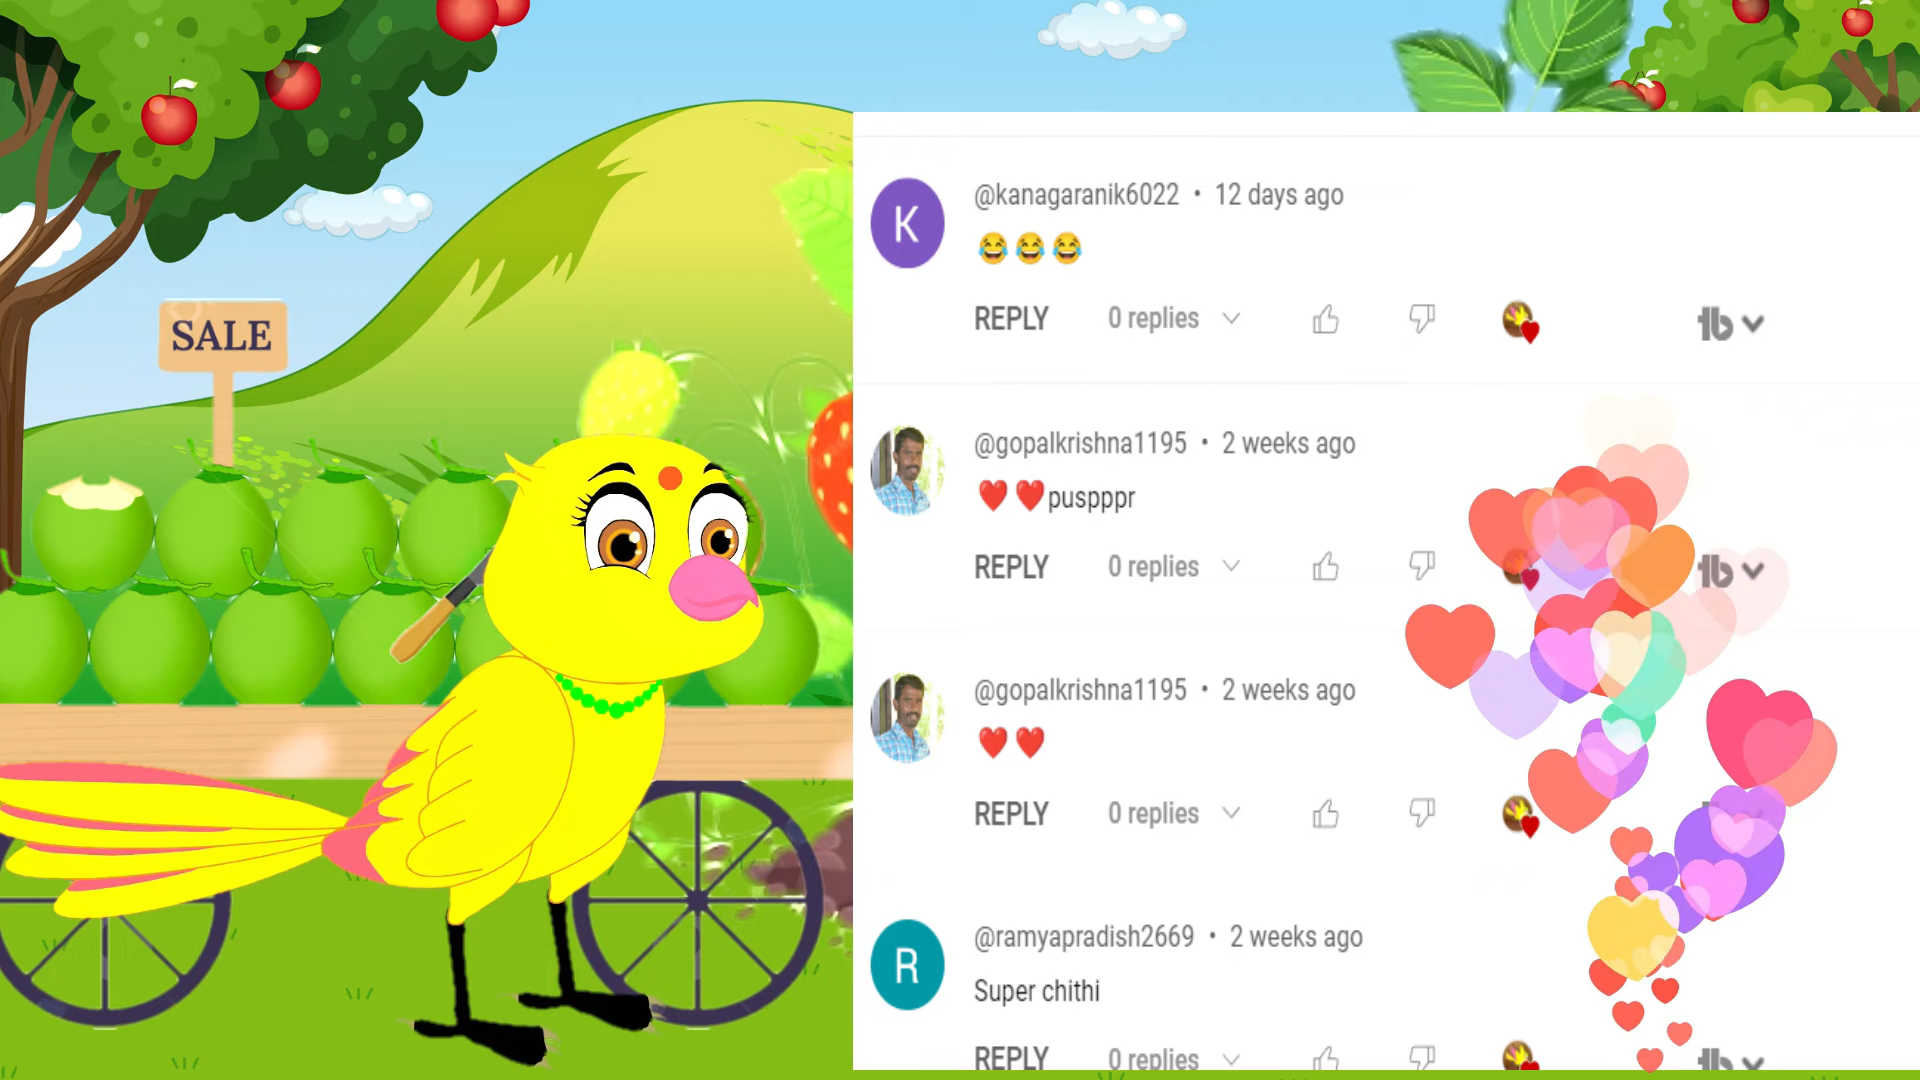 SALE
@kanagaranik6022 • 12 days ago
😂😂😂
REPLY 0 replies
@gopalkrishna1195 • 2 weeks ago
❤️❤️puspppr
REPLY 0 replies
@gopalkrishna1195 • 2 weeks ago
❤️❤️
REPLY 0 replies
@ramyapradish2669 • 2 weeks ago
Super chithi
REPLY 0 replies